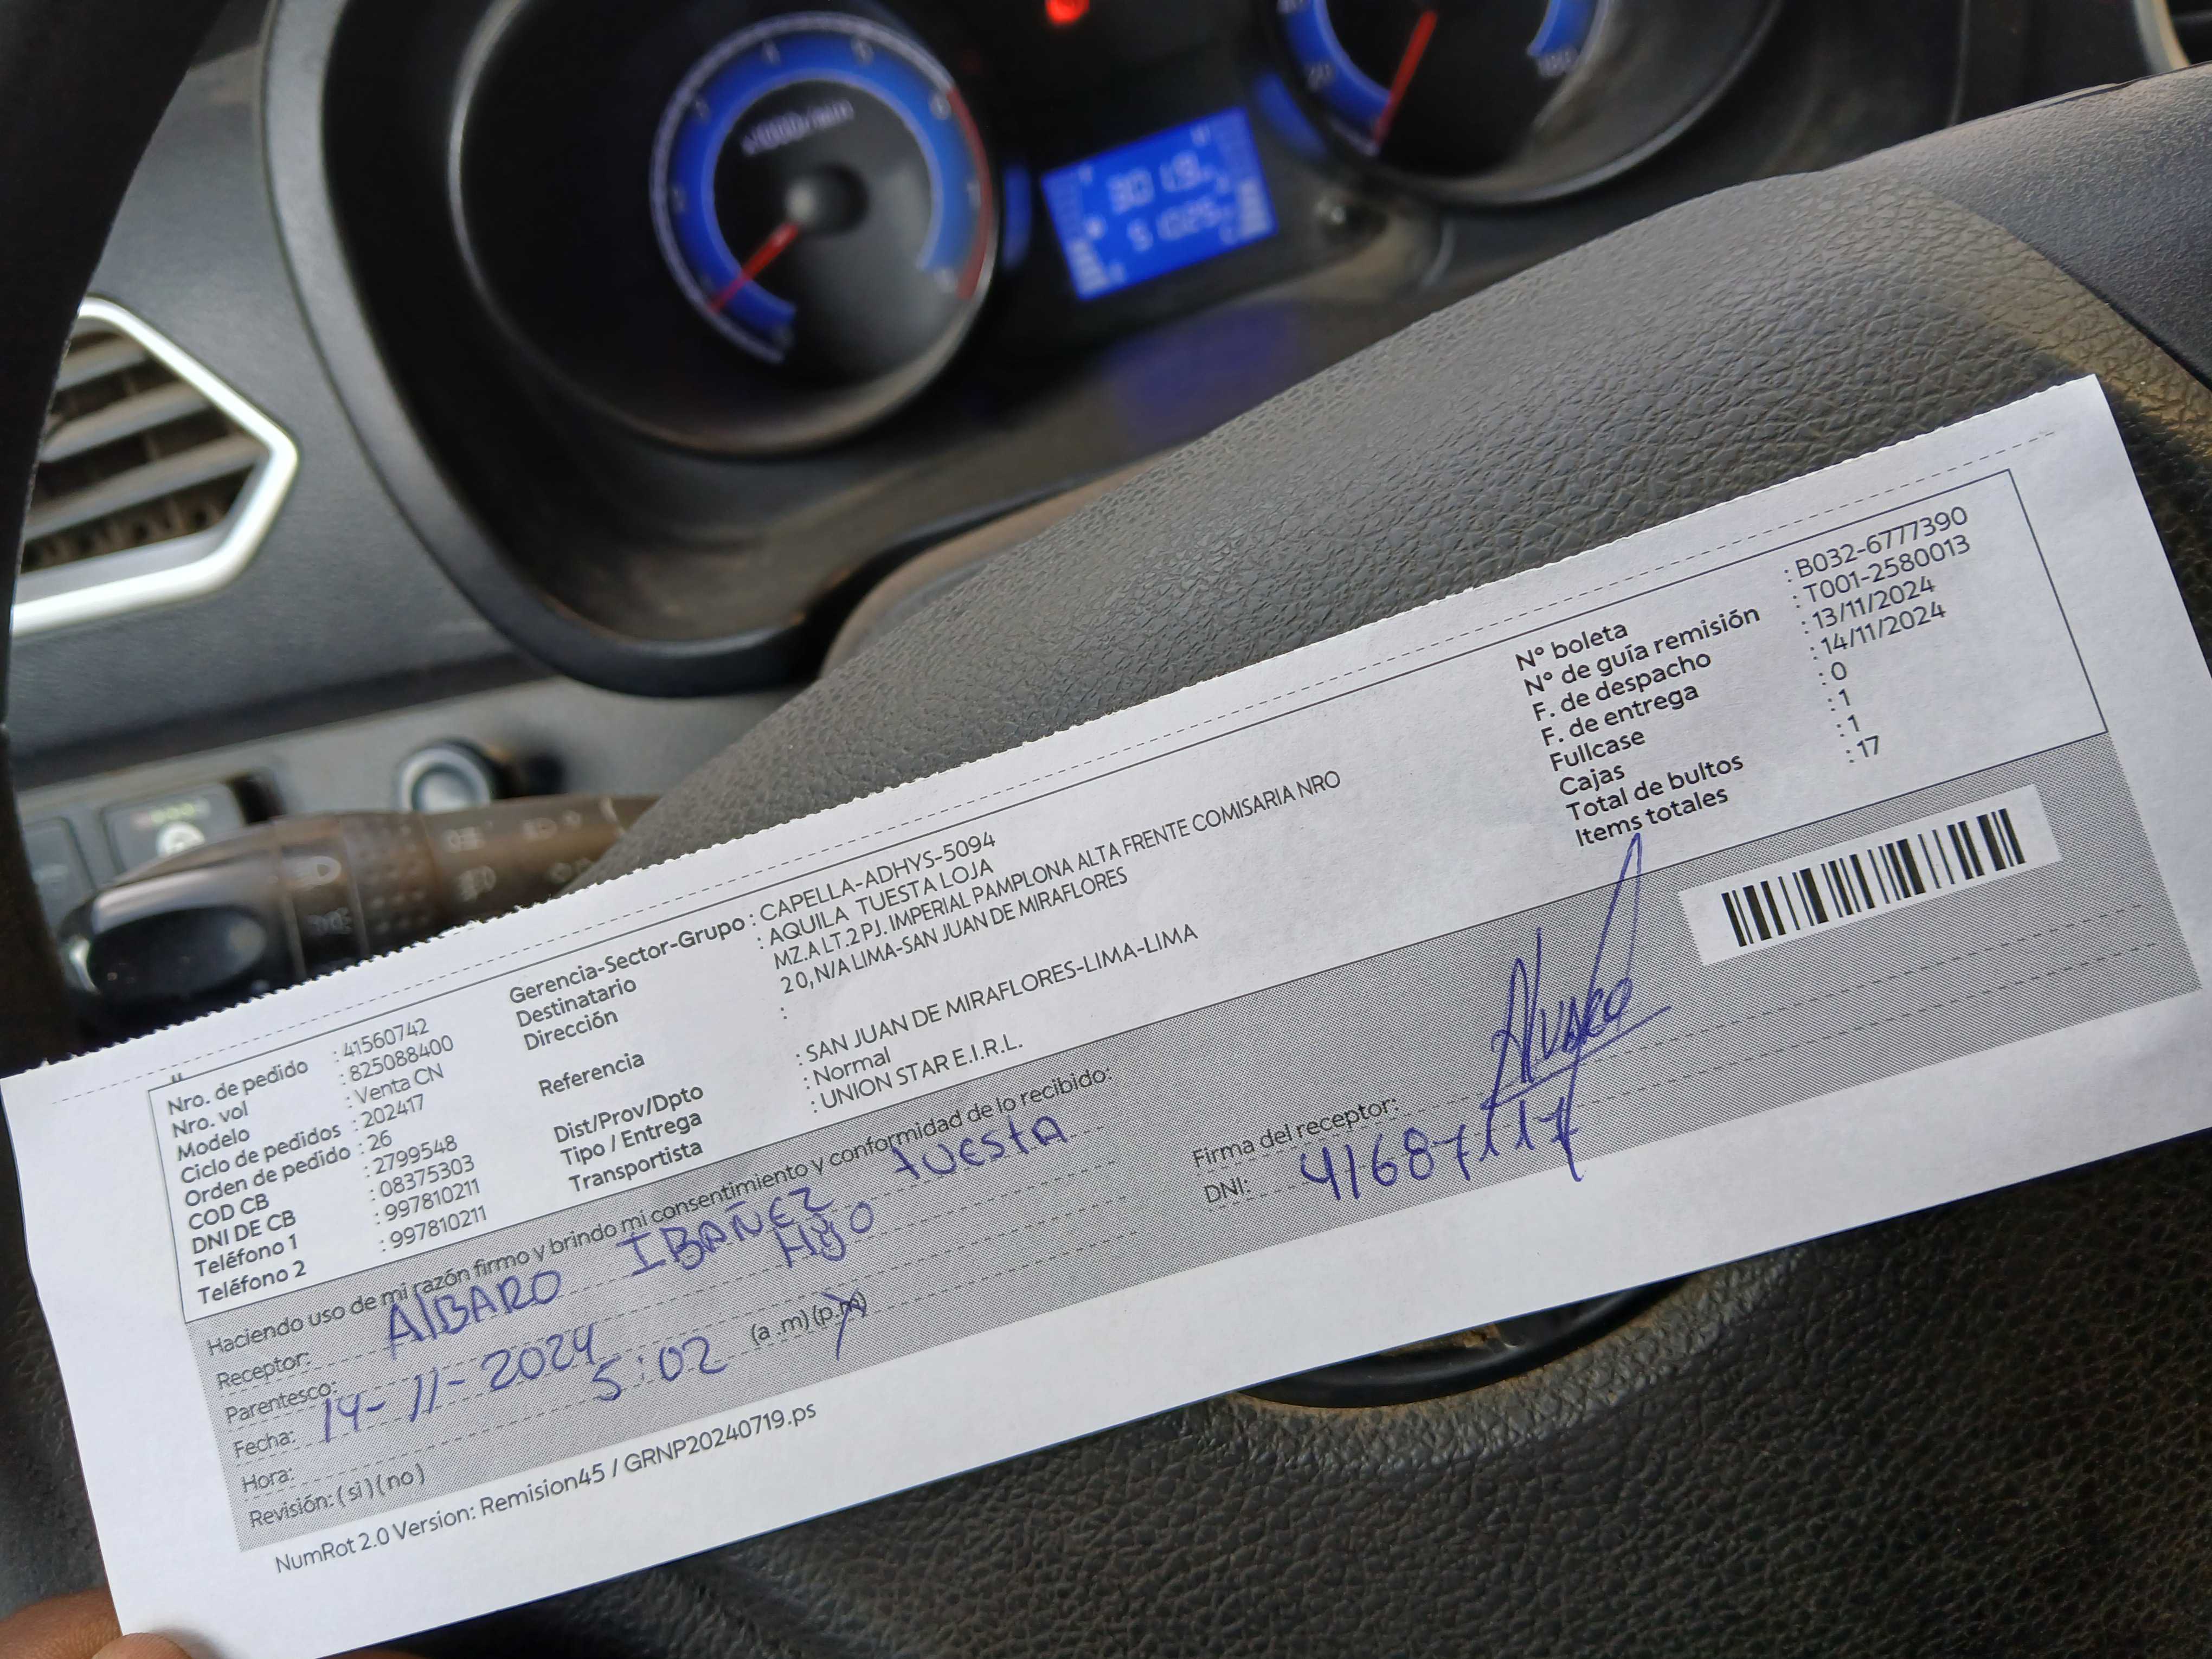 x1000r/min
Nro. de pedido : 41560742
Nro. vol : 825088400
Modelo : Venta CN
Ciclo de pedidos : 202417
Orden de pedido : 26
COD CB : 2799548
DNI DE CB : 08375303
Teléfono 1 : 997810211
Teléfono 2 : 997810211
Gerencia-Sector-Grupo : CAPELLA-ADHYS-5094
Destinatario : AQUILA TUESTA LOJA
Dirección MZ.A LT.2 PJ. IMPERIAL PAMPLONA ALTA FRENTE COMISARIA NRO
20,N/A LIMA-SAN JUAN DE MIRAFLORES
Referencia :
Dist/Prov/Dpto : SAN JUAN DE MIRAFLORES-LIMA-LIMA
Tipo / Entrega : Normal
Transportista : UNION STAR E.I.R.L.
N° boleta : B032-6777390
N° de guía remisión : T001-2580013
F. de despacho : 13/11/2024
F. de entrega : 14/11/2024
Fullcase : 0
Cajas : 1
Total de bultos : 1
Items totales : 17
Haciendo uso de mi razón firmo y brindo mi consentimiento y conformidad de lo recibido:
Receptor: AlBARO IBAÑEZ tUEStA
Parentesco: HiJO
Fecha: 14-11-2024
Hora: 5:02 (a .m) (p.m)
Revisión: ( si ) ( no )
Firma del receptor:
DNI: 41687117
NumRot 2.0 Version: Remision45 / GRNP20240719.ps